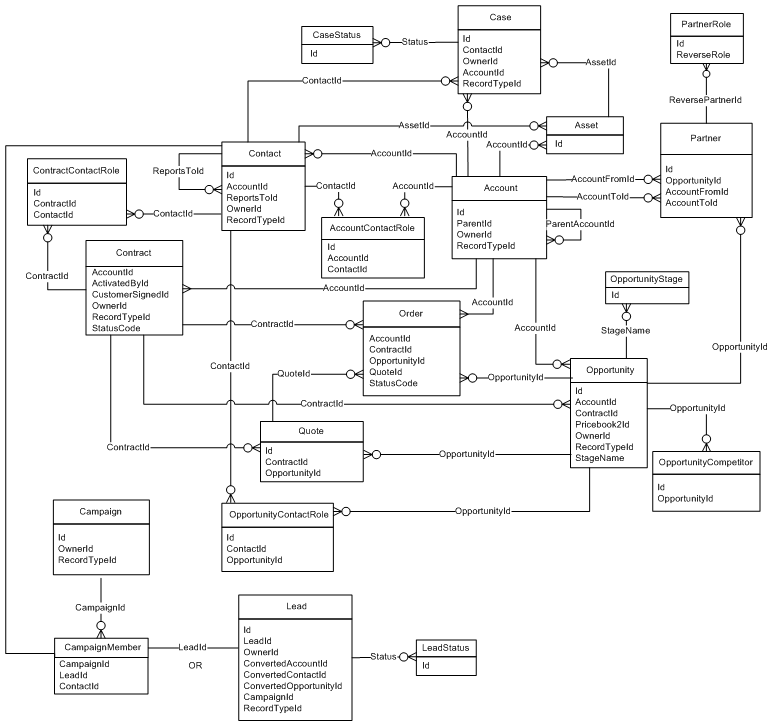 Case
Id
ContactId
OwnerId
AccountId
RecordTypeId
CaseStatus
Id
Status
PartnerRole
Id
ReverseRole
ContactId
AssetId
ReversePartnerId
AssetId
Asset
Id
AccountId
AccountId
Partner
Id
OpportunityId
AccountFromId
AccountToId
Contact
Id
AccountId
ReportsToId
OwnerId
RecordTypeId
AccountId
ReportsToId
ContractContactRole
Id
ContractId
ContactId
ContactId
ContactId
AccountId
Account
Id
ParentId
OwnerId
RecordTypeId
AccountFromId
AccountToId
ParentAccountId
AccountContactRole
Id
AccountId
ContactId
Contract
AccountId
ActivatedById
CustomerSignedId
OwnerId
RecordTypeId
StatusCode
ContractId
AccountId
AccountId
OpportunityStage
Id
StageName
Order
AccountId
ContractId
OpportunityId
QuoteId
StatusCode
ContractId
AccountId
OpportunityId
ContactId
QuoteId
OpportunityId
Opportunity
Id
AccountId
ContractId
Pricebook2Id
OwnerId
RecordTypeId
StageName
ContractId
OpportunityId
Quote
Id
ContractId
OpportunityId
ContractId
OpportunityId
OpportunityCompetitor
Id
OpportunityId
Campaign
Id
OwnerId
RecordTypeId
OpportunityContactRole
Id
ContactId
OpportunityId
OpportunityId
CampaignId
Lead
Id
LeadId
OwnerId
ConvertedAccountId
ConvertedContactId
ConvertedOpportunityId
CampaignId
RecordTypeId
CampaignMember
CampaignId
LeadId
ContactId
LeadId
OR
Status
LeadStatus
Id